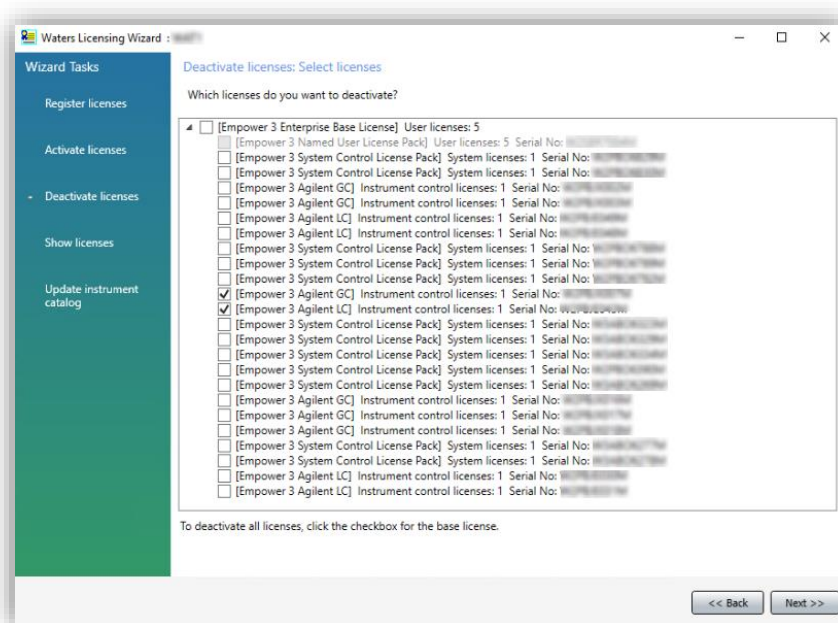 Waters Licensing Wizard :
Wizard Tasks
Register licenses
Activate licenses
- Deactivate licenses
Show licenses
Update instrument
catalog
Deactivate licenses: Select licenses
Which licenses do you want to deactivate?
[Empower 3 Enterprise Base License] User licenses: 5
[Empower 3 Named User License Pack] User licenses: 5 Serial No:
[Empower 3 System Control License Pack] System licenses: 1 Serial No:
[Empower 3 System Control License Pack] System licenses: 1 Serial No:
[Empower 3 Agilent GC] Instrument control licenses: 1 Serial No:
[Empower 3 Agilent GC] Instrument control licenses: 1 Serial No:
[Empower 3 Agilent LC] Instrument control licenses: 1 Serial No:
[Empower 3 Agilent LC] Instrument control licenses: 1 Serial No:
[Empower 3 System Control License Pack] System licenses: 1 Serial No:
[Empower 3 System Control License Pack] System licenses: 1 Serial No:
[Empower 3 System Control License Pack] System licenses: 1 Serial No:
[Empower 3 Agilent GC] Instrument control licenses: 1 Serial No:
[Empower 3 Agilent LC] Instrument control licenses: 1 Serial No:
[Empower 3 System Control License Pack] System licenses: 1 Serial No:
[Empower 3 System Control License Pack] System licenses: 1 Serial No:
[Empower 3 System Control License Pack] System licenses: 1 Serial No:
[Empower 3 System Control License Pack] System licenses: 1 Serial No:
[Empower 3 System Control License Pack] System licenses: 1 Serial No:
[Empower 3 Agilent GC] Instrument control licenses: 1 Serial No:
[Empower 3 Agilent GC] Instrument control licenses: 1 Serial No:
[Empower 3 Agilent GC] Instrument control licenses: 1 Serial No:
[Empower 3 System Control License Pack] System licenses: 1 Serial No:
[Empower 3 System Control License Pack] System licenses: 1 Serial No:
[Empower 3 Agilent LC] Instrument control licenses: 1 Serial No:
[Empower 3 Agilent LC] Instrument control licenses: 1 Serial No:
To deactivate all licenses, click the checkbox for the base license.
<< Back Next >>